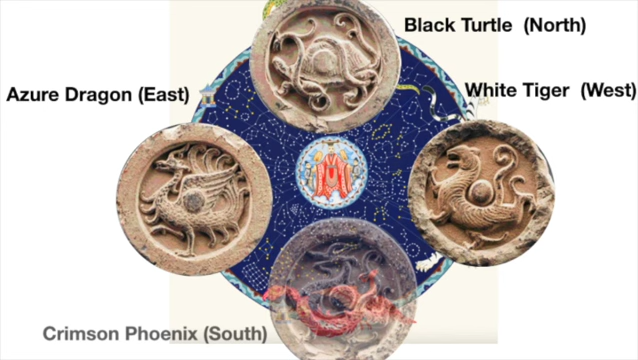 Black Turtle (North)
Azure Dragon (East)
White Tiger (West)
Crimson Phoenix (South)